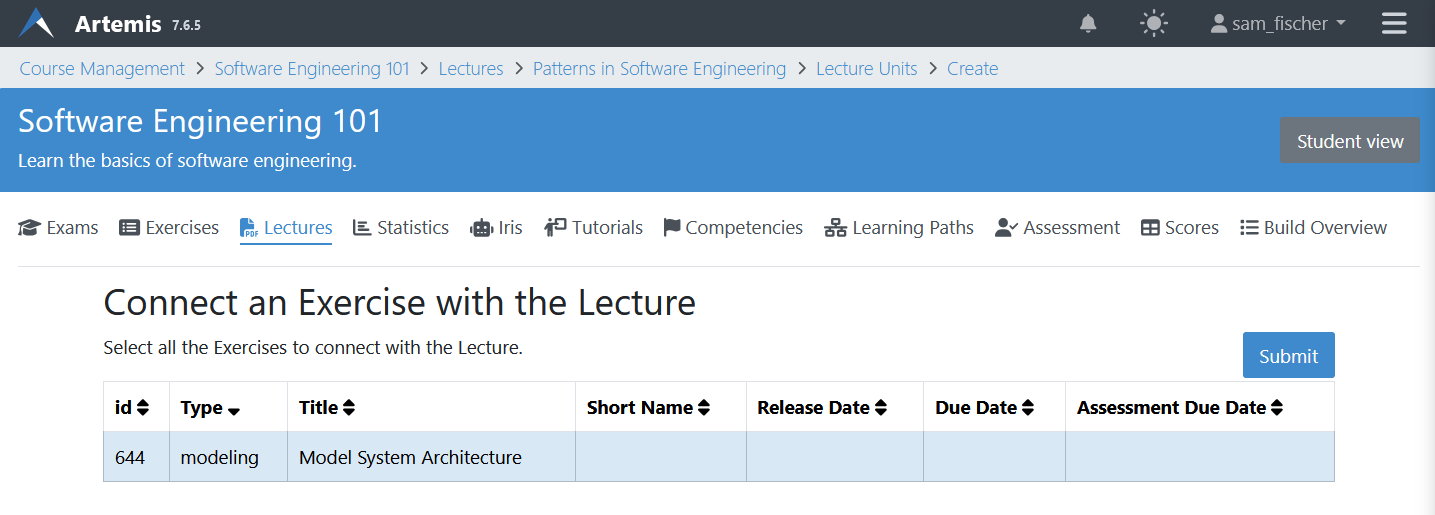 Artemis 7.6.5 sam_fischer
Course Management > Software Engineering 101 > Lectures > Patterns in Software Engineering > Lecture Units > Create
Software Engineering 101
Learn the basics of software engineering.
Student view
Exams Exercises Lectures Statistics Iris Tutorials Competencies Learning Paths Assessment Scores Build Overview
Connect an Exercise with the Lecture
Select all the Exercises to connect with the Lecture.
Submit
id Type Title Short Name Release Date Due Date Assessment Due Date
644 modeling Model System Architecture